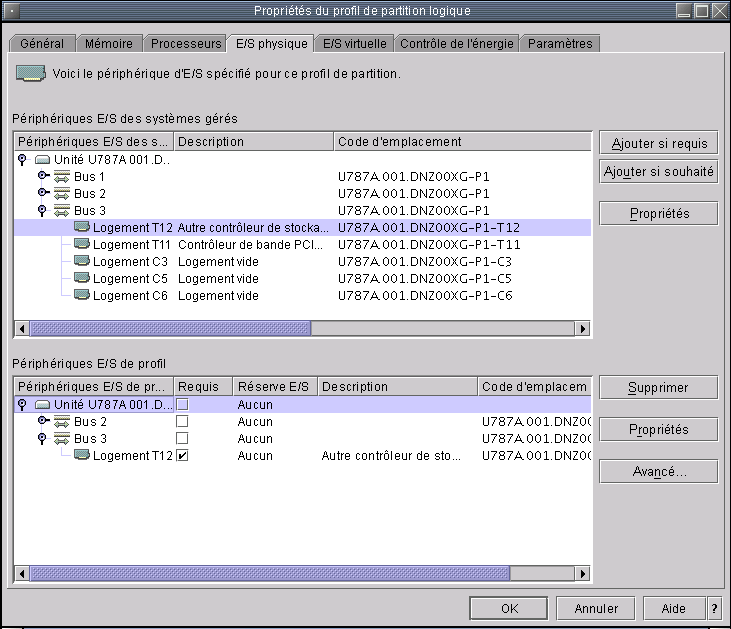 Propriétés du profil de partition logique
Général Mémoire Processeurs E/S physique E/S virtuelle Contrôle de l'énergie Paramètres
Voici le périphérique d'E/S spécifié pour ce profil de partition.
Périphériques E/S des systèmes gérés
Périphériques E/S des s... Description Code d'emplacement
Unité U787A.001.D..
Bus 1 U787A.001.DNZ00XG-P1
Bus 2 U787A.001.DNZ00XG-P1
Bus 3 U787A.001.DNZ00XG-P1
Logement T12 Autre contrôleur de stocka... U787A.001.DNZ00XG-P1-T12
Logement T11 Contrôleur de bande PCI... U787A.001.DNZ00XG-P1-T11
Logement C3 Logement vide U787A.001.DNZ00XG-P1-C3
Logement C5 Logement vide U787A.001.DNZ00XG-P1-C5
Logement C6 Logement vide U787A.001.DNZ00XG-P1-C6
Ajouter si requis
Ajouter si souhaité
Propriétés
Périphériques E/S de profil
Périphériques E/S de pr... Requis Réserve E/S Description Code d'emplacem
Unité U787A.001.D... Aucun
Bus 2 Aucun U787A.001.DNZ00
Bus 3 Aucun U787A.001.DNZ00
Logement T12 Aucun Autre contrôleur de sto... U787A.001.DNZ00
Supprimer
Propriétés
Avancé...
OK Annuler Aide ?